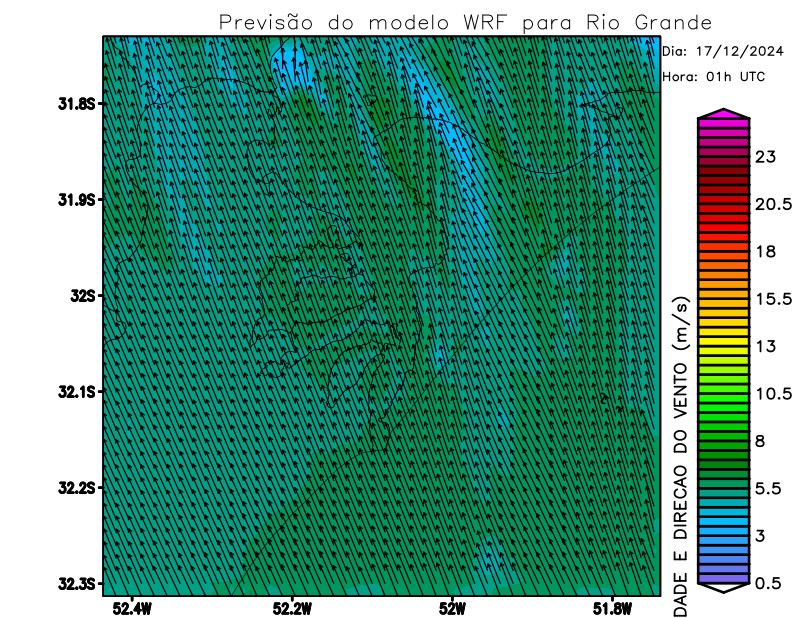 Previsão do modelo WRF para Rio Grande
Dia: 17/12/2024
Hora: 01h UTC
31.8S
31.9S
32S
32.1S
32.2S
32.3S
52.4W
52.2W
52W
51.8W
DADE E DIRECAO DO VENTO (m/s)
23
20.5
18
15.5
13
10.5
8
5.5
3
0.5